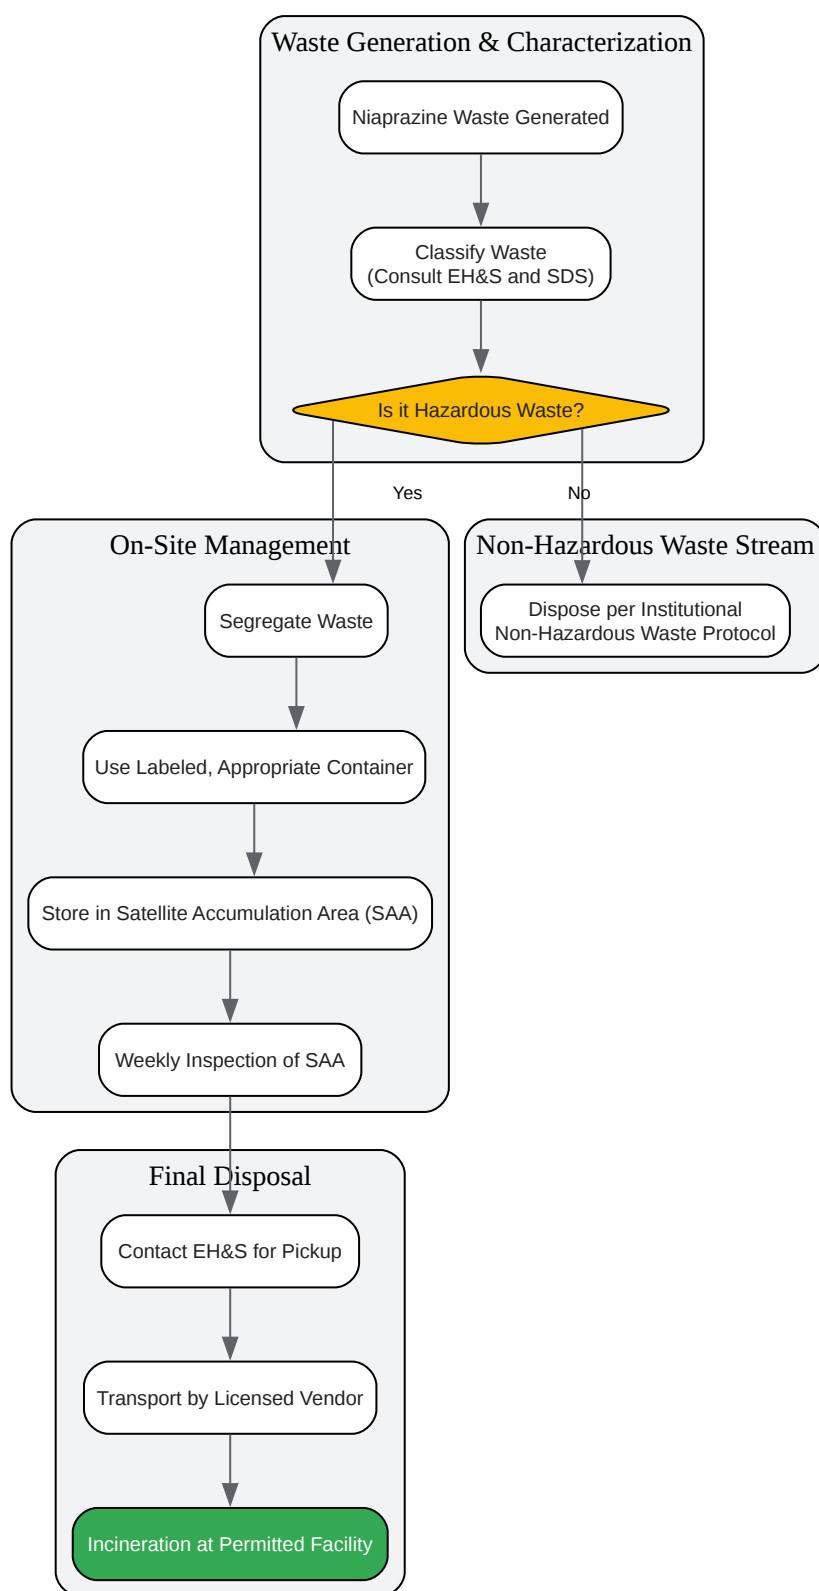 Waste Generation & Characterization
Niaprazine Waste Generated
Classify Waste
(Consult EH&S and SDS)
Is it Hazardous Waste?
Yes
No
On-Site Management
Segregate Waste
Use Labeled, Appropriate Container
Store in Satellite Accumulation Area (SAA)
Weekly Inspection of SAA
Non-Hazardous Waste Stream
Dispose per Institutional
Non-Hazardous Waste Protocol
Final Disposal
Contact EH&S for Pickup
Transport by Licensed Vendor
Incineration at Permitted Facility